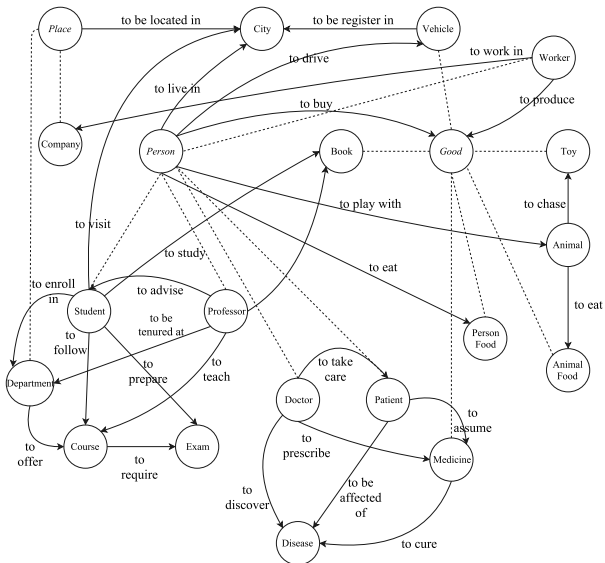 to be located in
to be register in
Place
City
Vehicle
to work in
Worker
to drive
to live in
to produce
to buy
Company
Person
Book
Good
Toy
to chase
to play with
to visit
to study
Animal
to eat
to enroll
in
to advise
to eat
Student
Professor
to be
tenured at
to
follow
Person
Food
Animal
Food
Department
to
prepare
to
teach
to take
care
Doctor
Patient
to
assume
to
prescribe
Course
Exam
to
offer
to
require
Medicine
to be
affected
of
to
discover
Disease
to cure